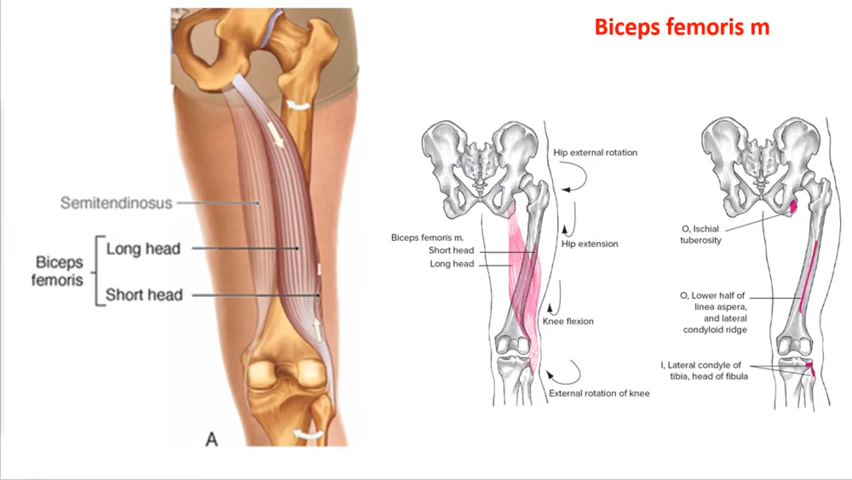 Biceps femoris m
Semitendinosus
Biceps
femoris
Long head
Short head
A
Hip external rotation
Biceps femoris m.
Short head
Long head
Hip extension
Knee flexion
External rotation of knee
O, Ischial
tuberosity
O, Lower half of
linea aspera,
and lateral
condyloid ridge
I, Lateral condyle of
tibia, head of fibula